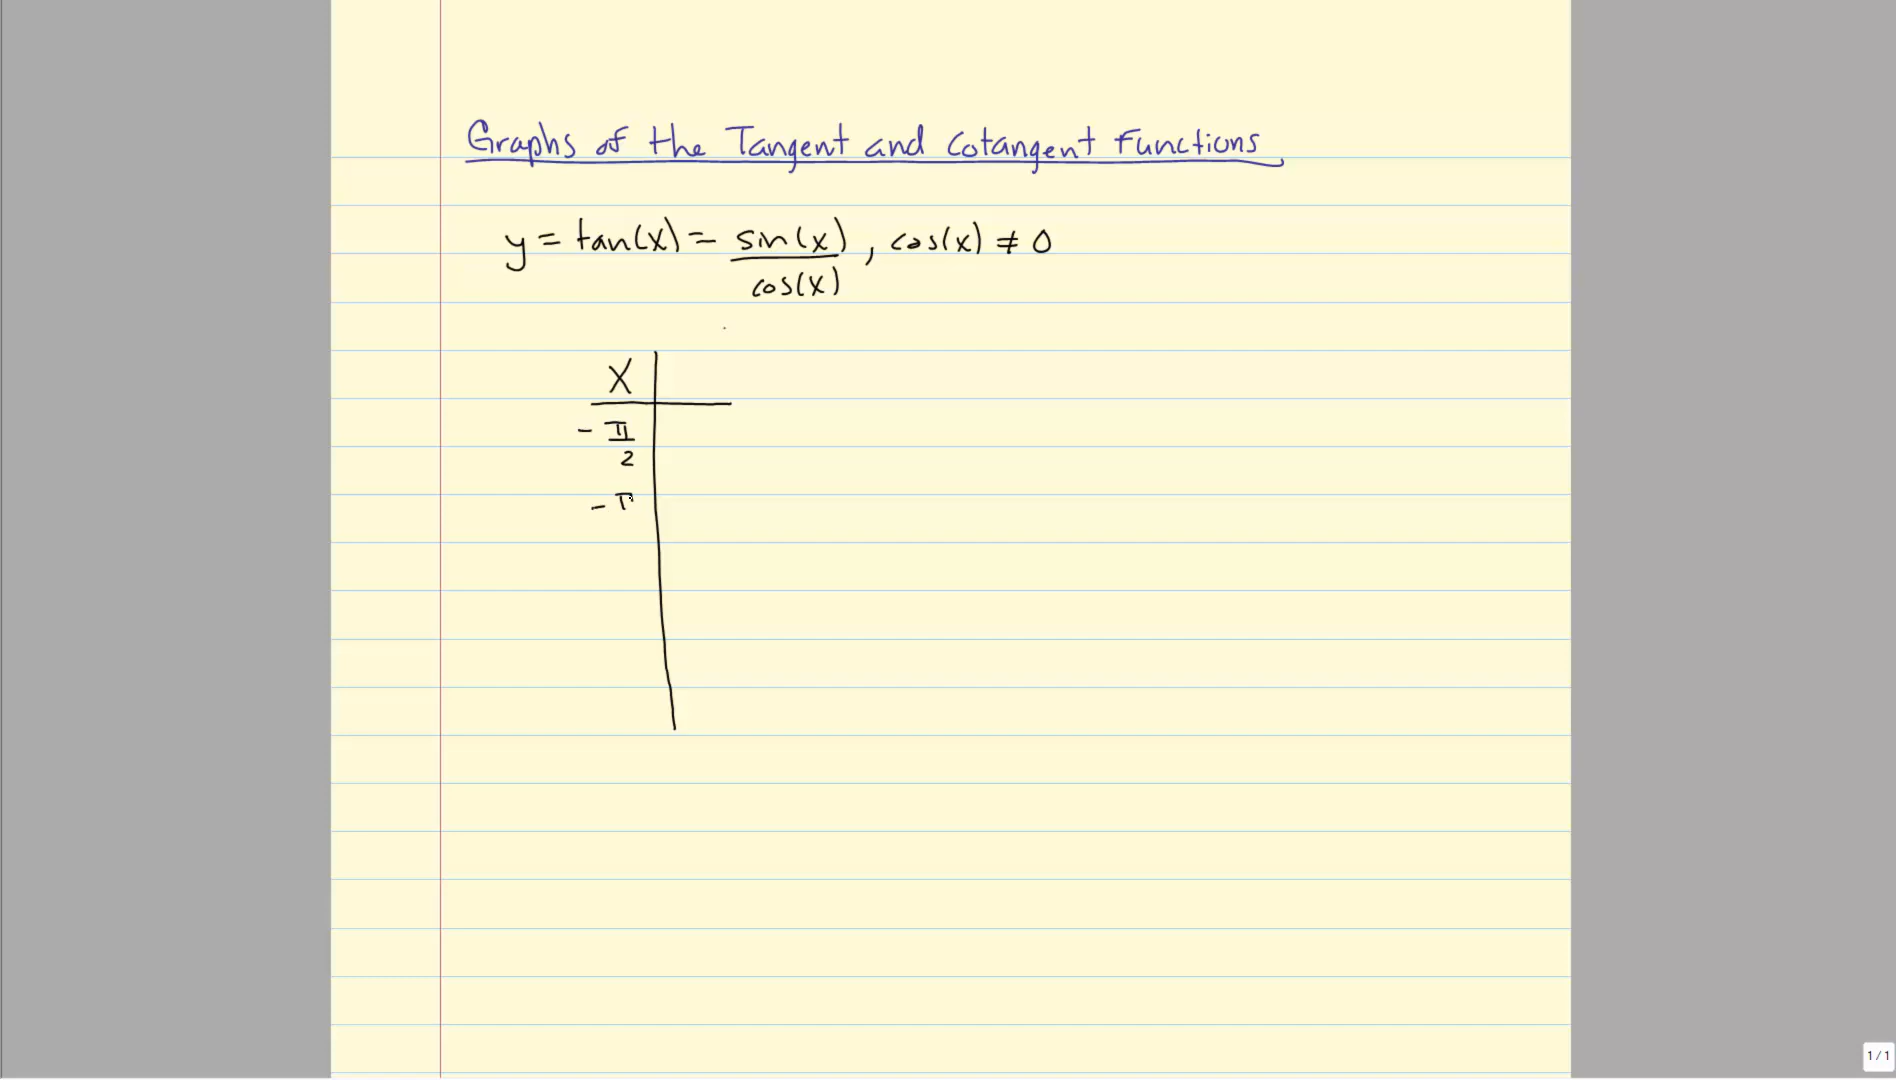 Graphs of the Tangent and Cotangent Functions
y = tan(x) = sin(x)/cos(x), cos(x) ≠ 0
X
-π/2
-π
1 / 1